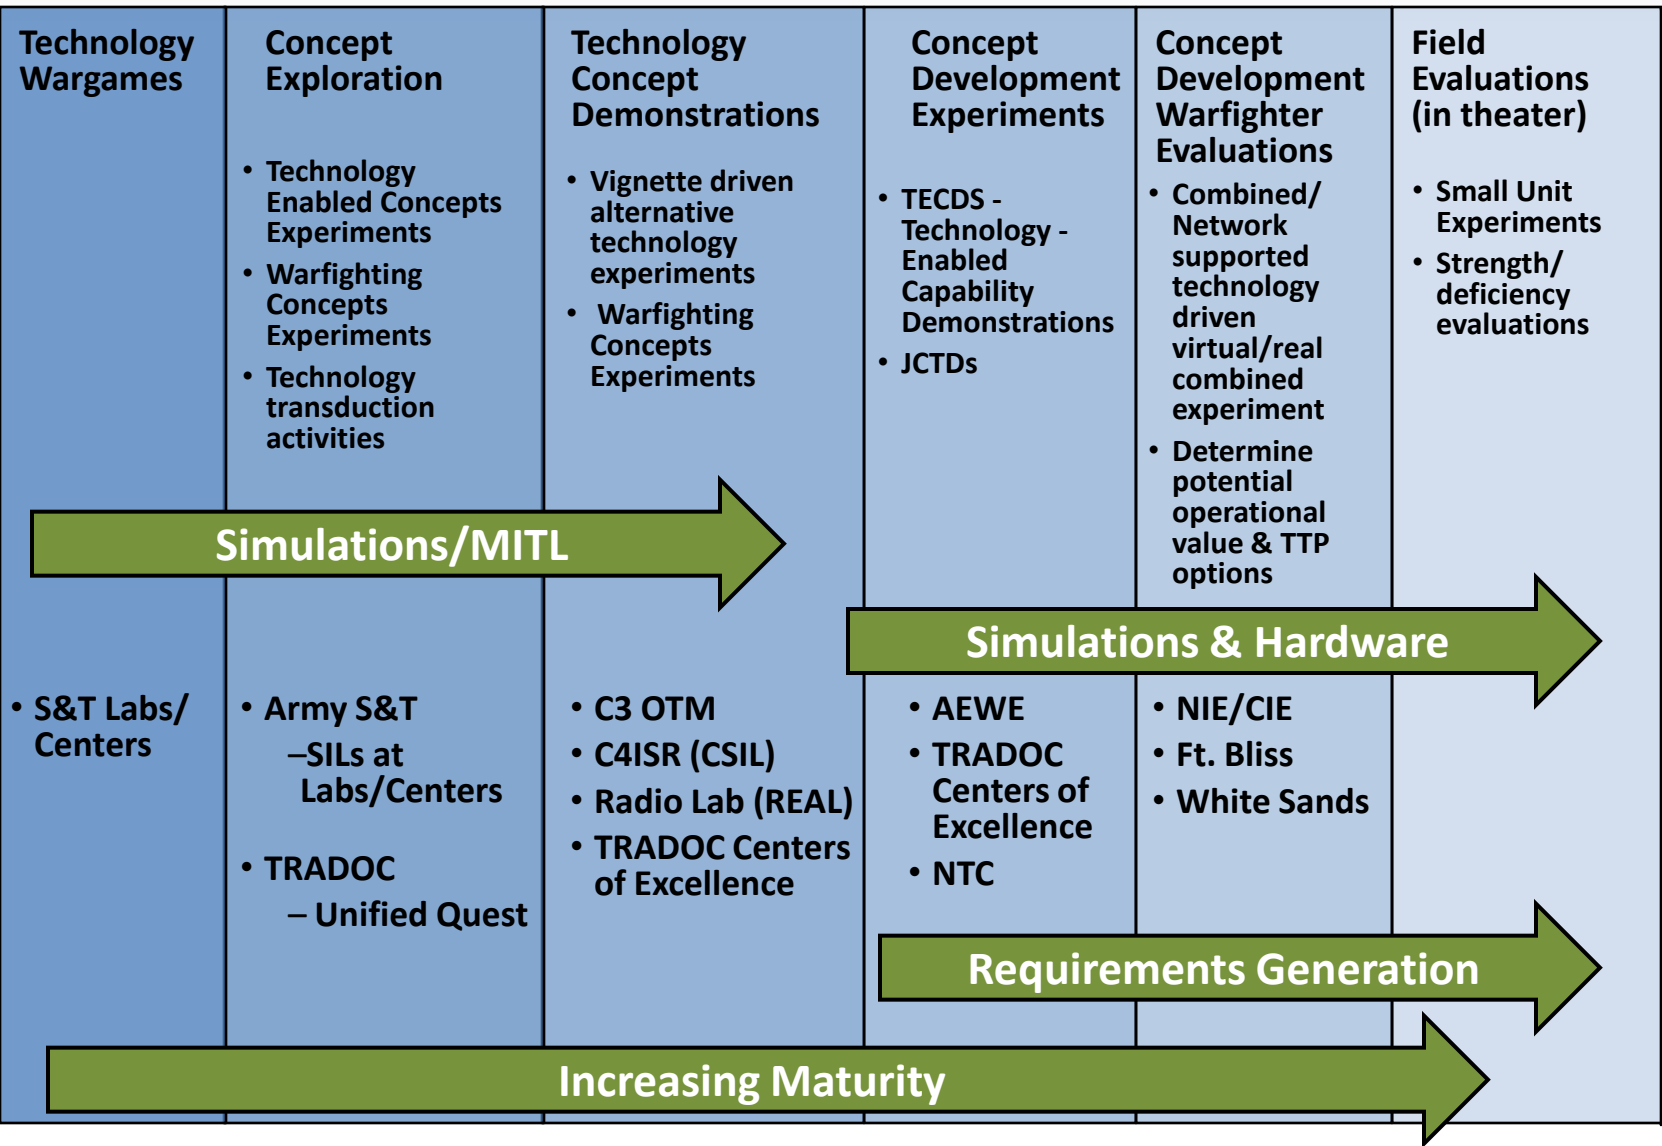 Technology
Wargames
Concept
Exploration
• Technology
Enabled Concepts
Experiments
• Warfighting
Concepts
Experiments
• Technology
transduction
activities
Technology
Concept
Demonstrations
• Vignette driven
alternative
technology
experiments
• Warfighting
Concepts
Experiments
Concept
Development
Experiments
• TECDS -
Technology -
Enabled
Capability
Demonstrations
• JCTDs
Concept
Development
Warfighter
Evaluations
• Combined/
Network
supported
technology
driven
virtual/real
combined
experiment
• Determine
potential
operational
value & TTP
options
Field
Evaluations
(in theater)
• Small Unit
Experiments
• Strength/
deficiency
evaluations
Simulations/MITL
Simulations & Hardware
• S&T Labs/
Centers
• Army S&T
–SILs at
Labs/Centers
• TRADOC
– Unified Quest
• C3 OTM
• C4ISR (CSIL)
• Radio Lab (REAL)
• TRADOC Centers
of Excellence
• AEWE
• TRADOC
Centers of
Excellence
• NTC
• NIE/CIE
• Ft. Bliss
• White Sands
Requirements Generation
Increasing Maturity